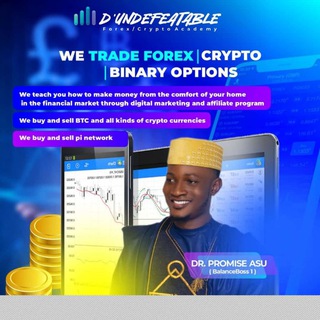 D'UNDEFEATABLE
Forex/Crypto Academy
WE TRADE FOREX | CRYPTO
| BINARY OPTIONS
We teach you how to make money from the comfort of your home
in the financial market through digital marketing and affiliate program
We buy and sell BTC and all kinds of crypto currencies
We buy and sell pi network
DR. PROMISE ASU
( BalanceBoss 1 )